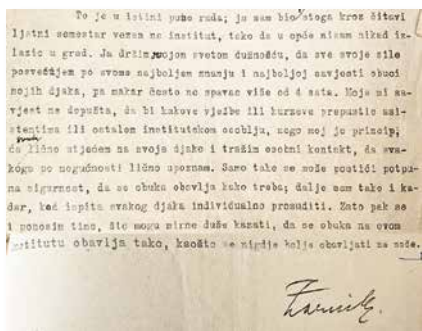 To je u istini puno rada; ja sam bio stoga kroz čitavi
ljetni semestar vezan na institut, tako da u opće nisam nikad iz-
lazio u grad. Ja držim svojom svetom dužnošću, da sve svoje sile
posvećujem po svome najboljem znanju i najboljoj savjesti obuci
mojih djaka, pa makar često ne spavao više od 4 sata. Moja mi sa-
vjest ne dopušta, da bi kakove vježbe ili kurzeve prepustio asi-
stentima ili ostalom institutskom osoblju, nego moj je princip,
da lično utječem na svoje djake i tražim osobni kontakt, da sva-
koga po mogućnosti lično upoznam. Samo tako se može postići potpu-
na sigurnost, da se obuka obavlja kako treba; dalje sam tako i ka-
dar, kod ispita svakog djaka individualno prosuditi. Zato pak se
i ponosim time, što mogu mirne duše kazati, da se obuka na ovom
institutu obavlja tako, kaošto se nigdje bolje obavljati ne može.
Zarnik